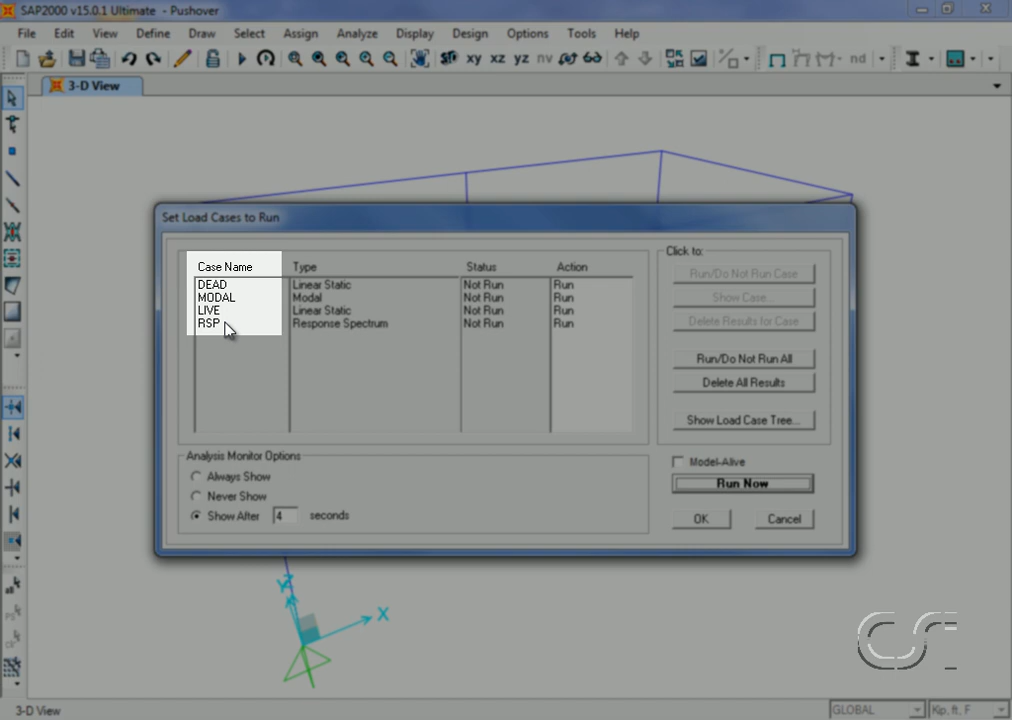 SAP2000 v15.0.1 Ultimate - Pushover
File Edit View Define Draw Select Assign Analyze Display Design Options Tools Help
xy xz yz nv nd
3-D View
Set Load Cases to Run
Case Name Type Status Action
DEAD Linear Static Not Run Run
MODAL Modal Not Run Run
LIVE Linear Static Not Run Run
RSP Response Spectrum Not Run Run
Click to:
Run/Do Not Run Case
Show Case...
Delete Results for Case
Run/Do Not Run All
Delete All Results
Show Load Case Tree...
Analysis Monitor Options
Always Show
Never Show
Show After 4 seconds
Model-Alive
Run Now
OK Cancel
Z
Y
X
CSI
3-D View GLOBAL Kip, ft, F